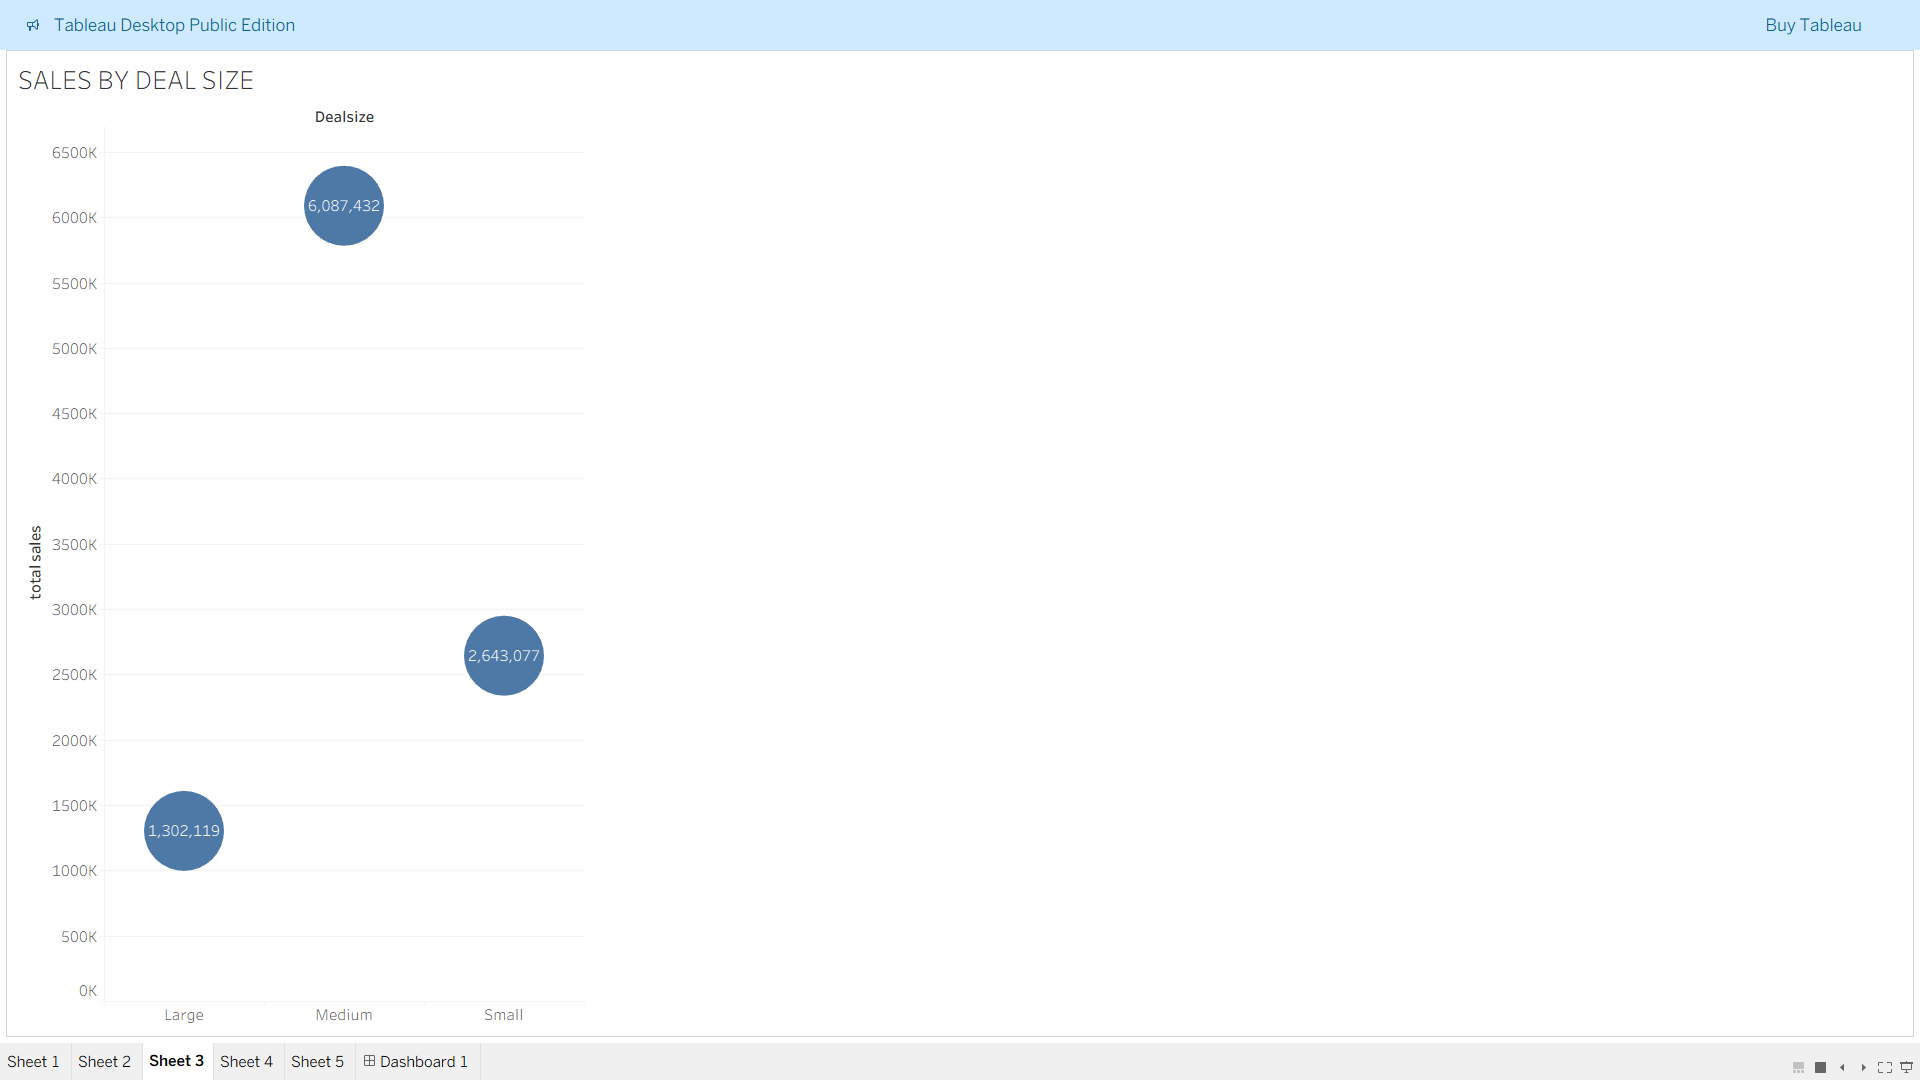 Tableau Desktop Public Edition
Buy Tableau
SALES BY DEAL SIZE
Dealsize
6500K
6,087,432
6000K
5500K
5000K
4500K
4000K
total sales
3500K
3000K
2,643,077
2500K
2000K
1500K
1,302,119
1000K
500K
0K
Large Medium Small
Sheet 1 Sheet 2 Sheet 3 Sheet 4 Sheet 5 Dashboard 1